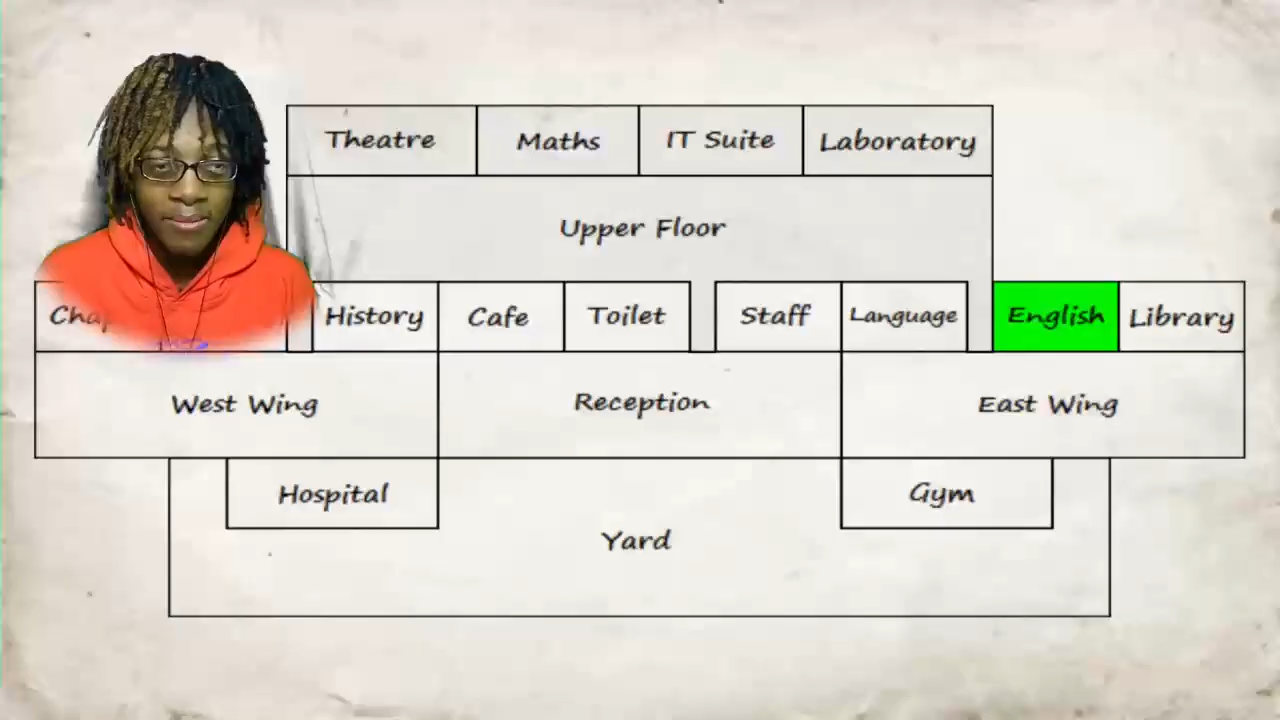 Theatre Maths IT Suite Laboratory
Upper Floor
History Cafe Toilet Staff Language English Library
West Wing Reception East Wing
Hospital Gym
Yard